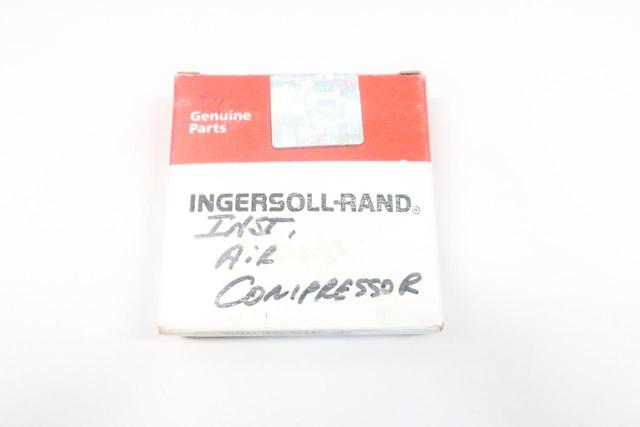 Genuine
Parts
INGERSOLL-RAND®
INST.
AiR
COMPRESSOR